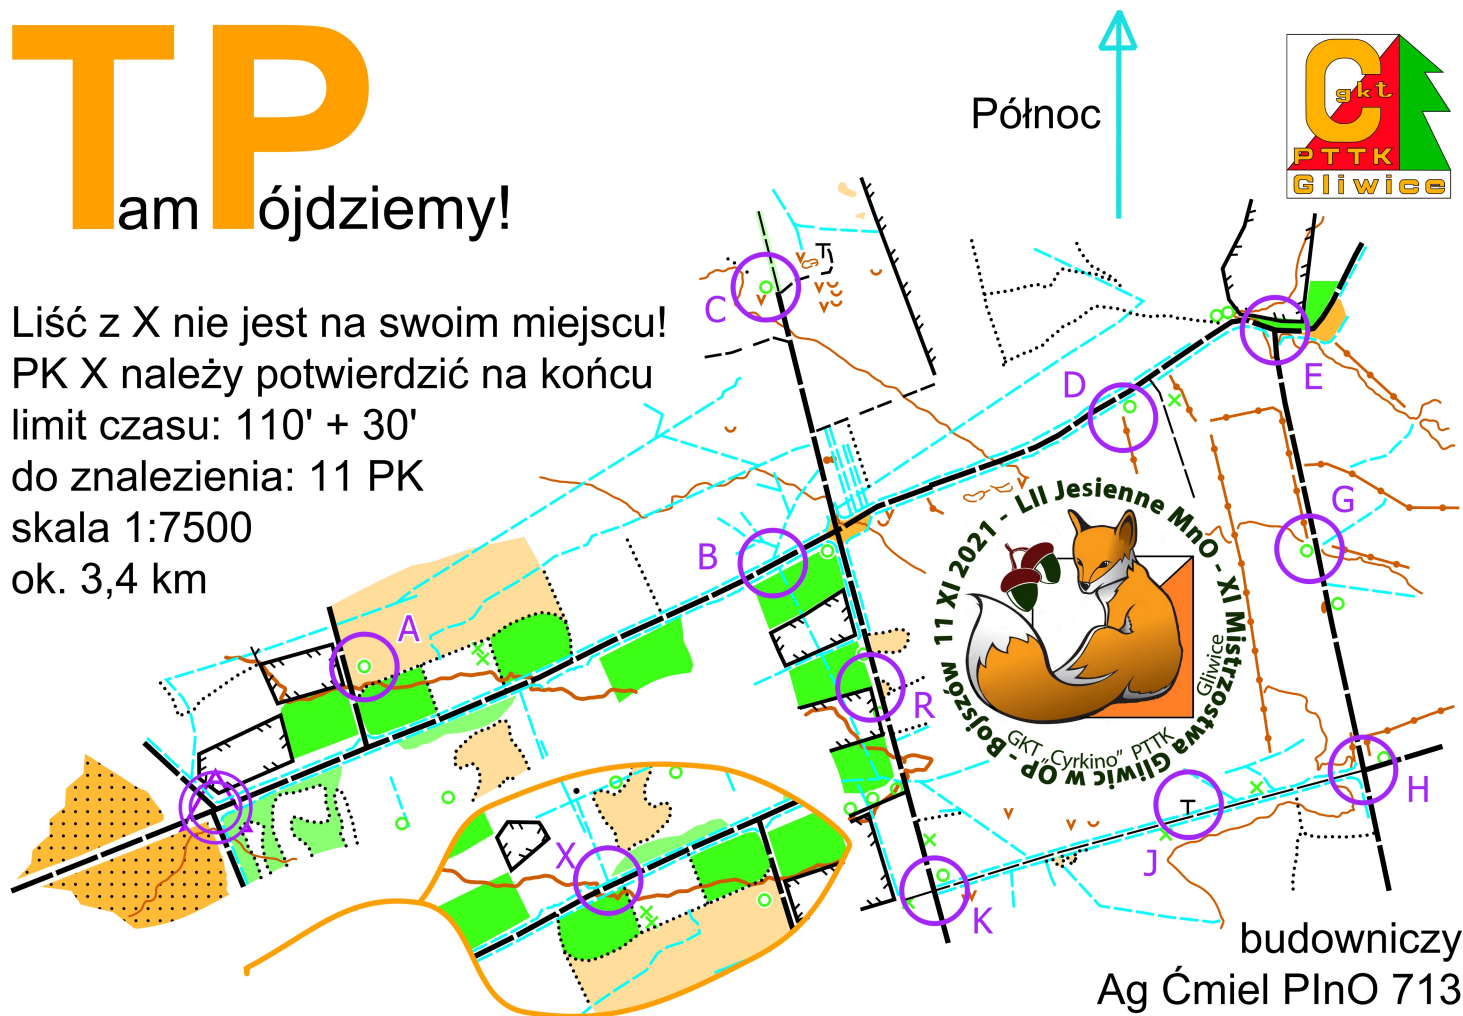 TP
am ójdziemy!
Północ
C
gkt
PTTK
Gliwice
Liść z X nie jest na swoim miejscu!
PK X należy potwierdzić na końcu
limit czasu: 110' + 30'
do znalezienia: 11 PK
skala 1:7500
ok. 3,4 km
C
T
D
E
G
B
A
R
H
J
T
K
X
11 XI 2021 - LII Jesienne MnO - XI Mistrzostwa Gliwic w OP - Bojszów
Gliwice
GKT „Cyrkino” PTTK
budowniczy
Ag Ćmiel PInO 713